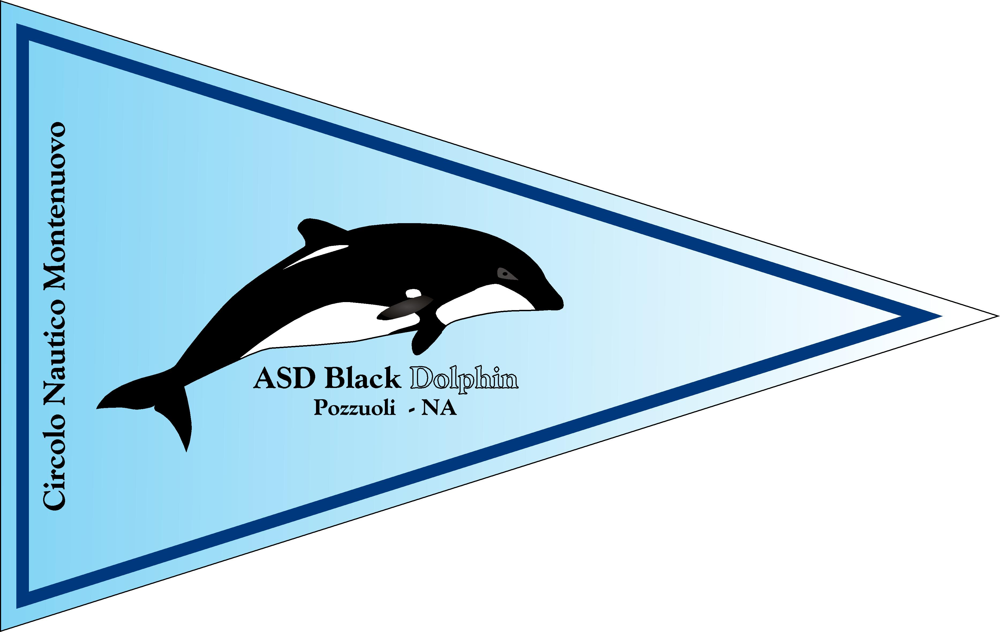 Circolo Nautico Montenuovo
ASD Black Dolphin
Pozzuoli - NA